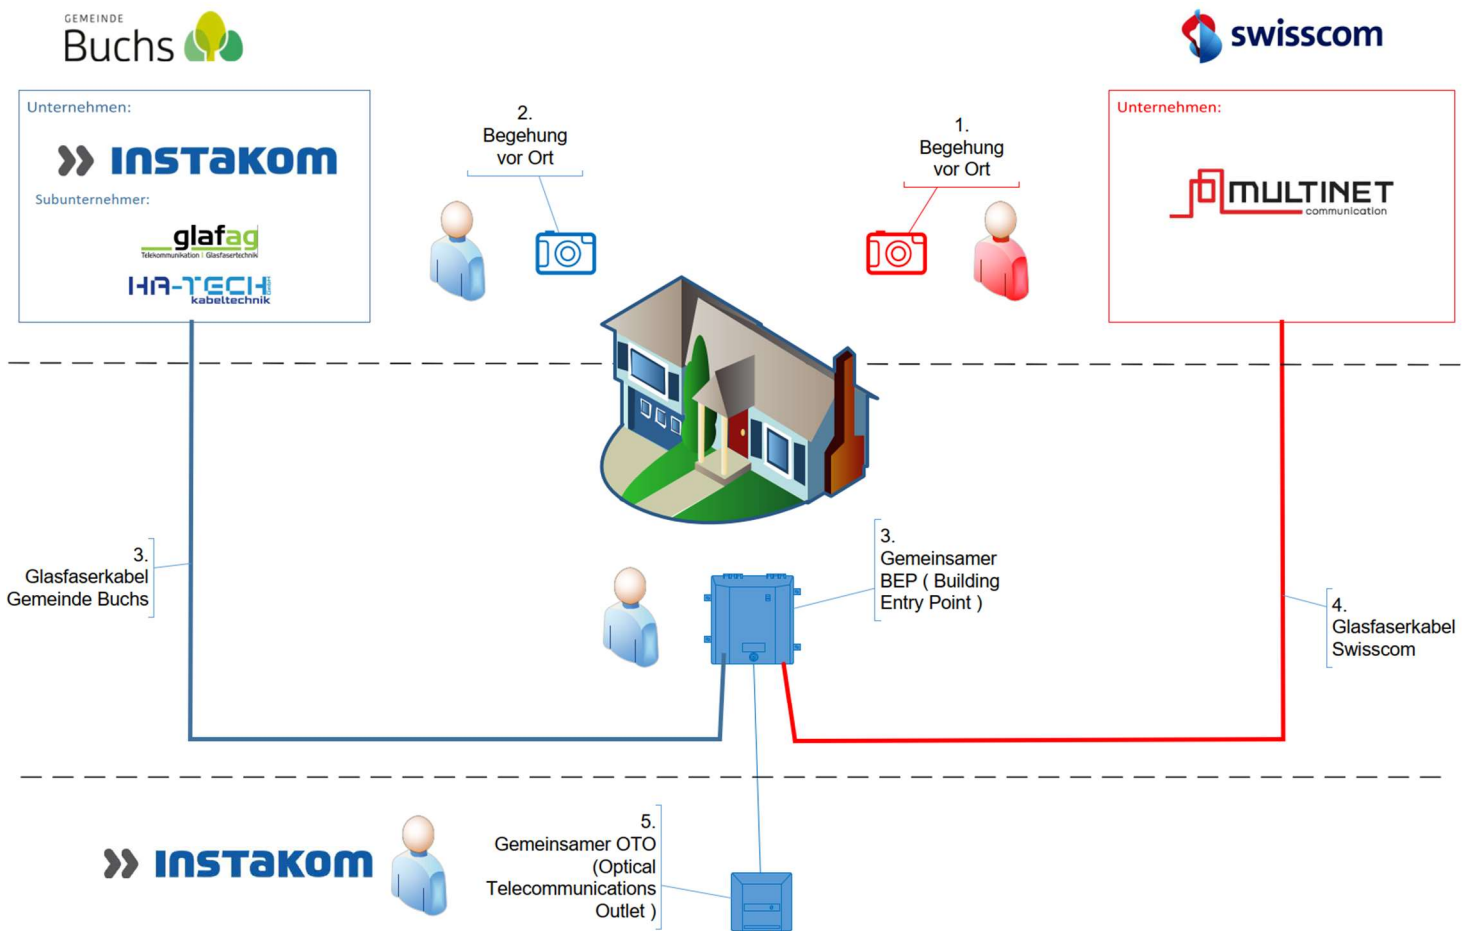 GEMEINDE
Buchs
swisscom
Unternehmen:
INSTAKOM
Subunternehmer:
glafag
Telekommunikation | Glasfasertechnik
HA-TECH GmbH
kabeltechnik
2.
Begehung
vor Ort
1.
Begehung
vor Ort
Unternehmen:
MULTINET
communication
3.
Glasfaserkabel
Gemeinde Buchs
3.
Gemeinsamer
BEP ( Building
Entry Point )
4.
Glasfaserkabel
Swisscom
INSTAKOM
5.
Gemeinsamer OTO
(Optical
Telecommunications
Outlet )